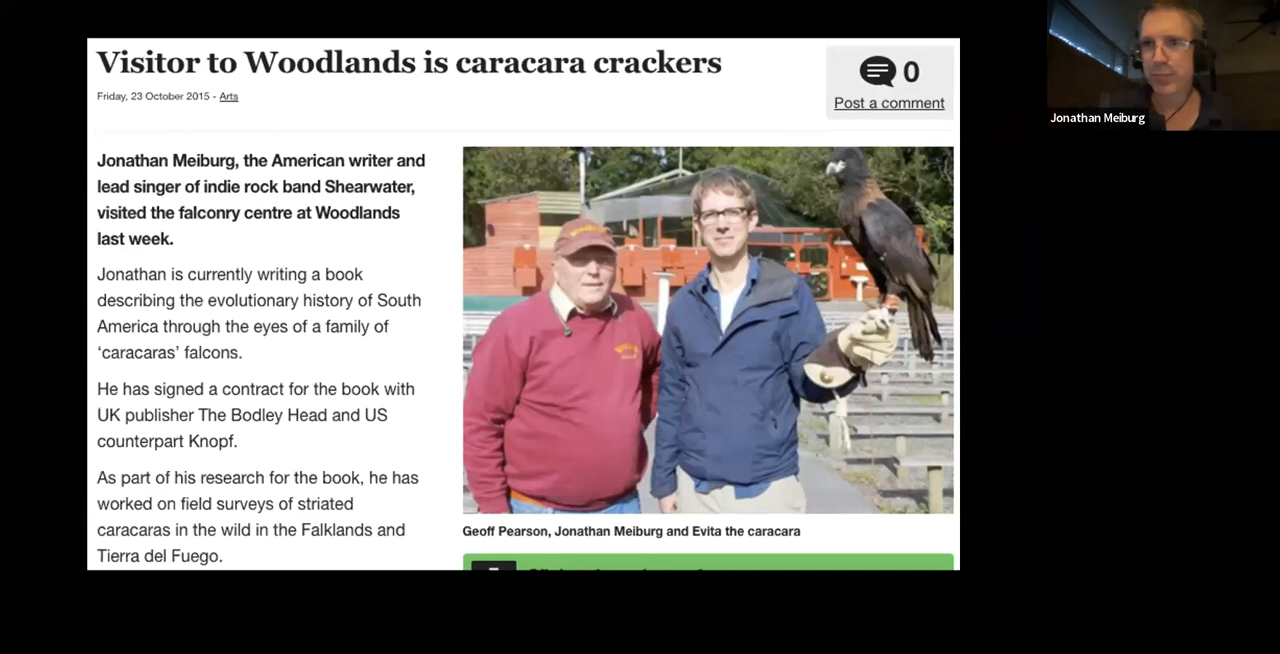 Visitor to Woodlands is caracara crackers
Friday, 23 October 2015 - Arts
0
Post a comment
Jonathan Meiburg, the American writer and
lead singer of indie rock band Shearwater,
visited the falconry centre at Woodlands
last week.
Jonathan is currently writing a book
describing the evolutionary history of South
America through the eyes of a family of
‘caracaras’ falcons.
He has signed a contract for the book with
UK publisher The Bodley Head and US
counterpart Knopf.
As part of his research for the book, he has
worked on field surveys of striated
caracaras in the wild in the Falklands and
Tierra del Fuego.
Geoff Pearson, Jonathan Meiburg and Evita the caracara
Jonathan Meiburg